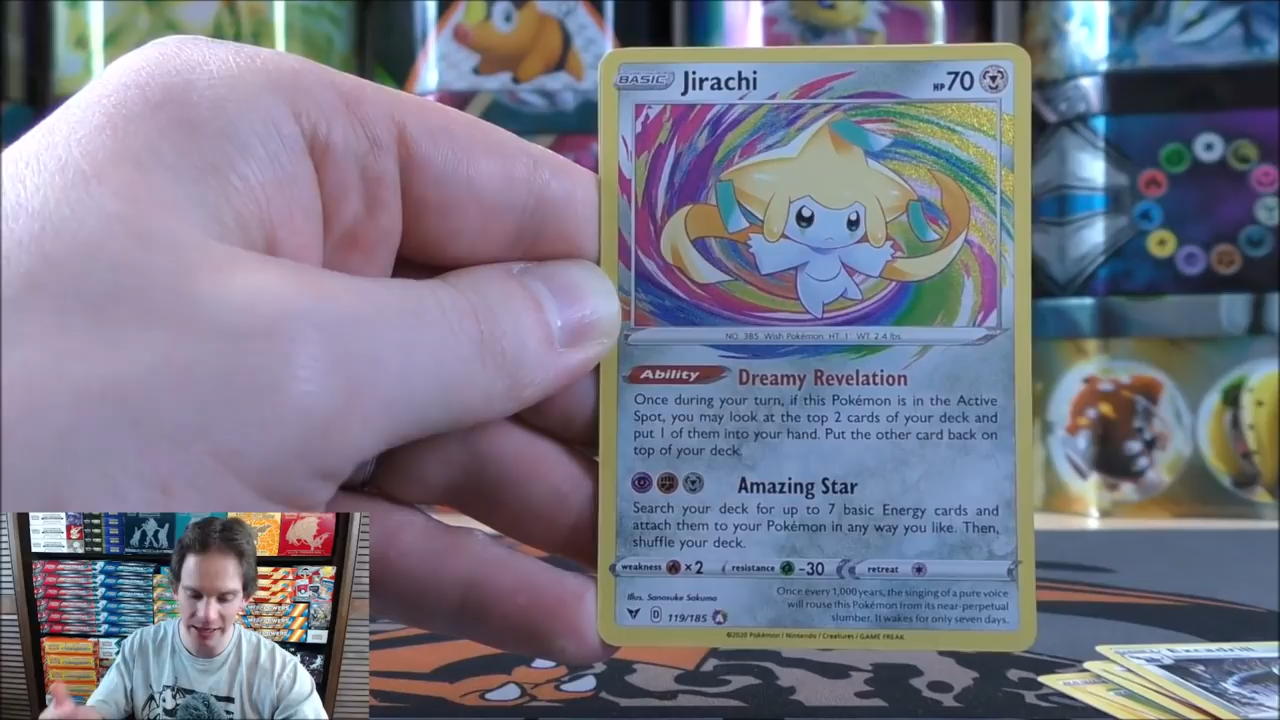 BASIC Jirachi HP 70
NO. 385 Wish Pokémon HT 1' WT 2.4 lbs.
Ability Dreamy Revelation
Once during your turn, if this Pokémon is in the Active
Spot, you may look at the top 2 cards of your deck and
put 1 of them into your hand. Put the other card back on
top of your deck.
Amazing Star
Search your deck for up to 7 basic Energy cards and
attach them to your Pokémon in any way you like. Then,
shuffle your deck.
weakness ×2 resistance -30 retreat
Illus. Sanosuke Sakuma
Once every 1,000 years, the singing of a pure voice
will rouse this Pokémon from its near-perpetual
slumber. It wakes for only seven days.
D 119/185 A
©2020 Pokémon / Nintendo / Creatures / GAME FREAK
Excadrill